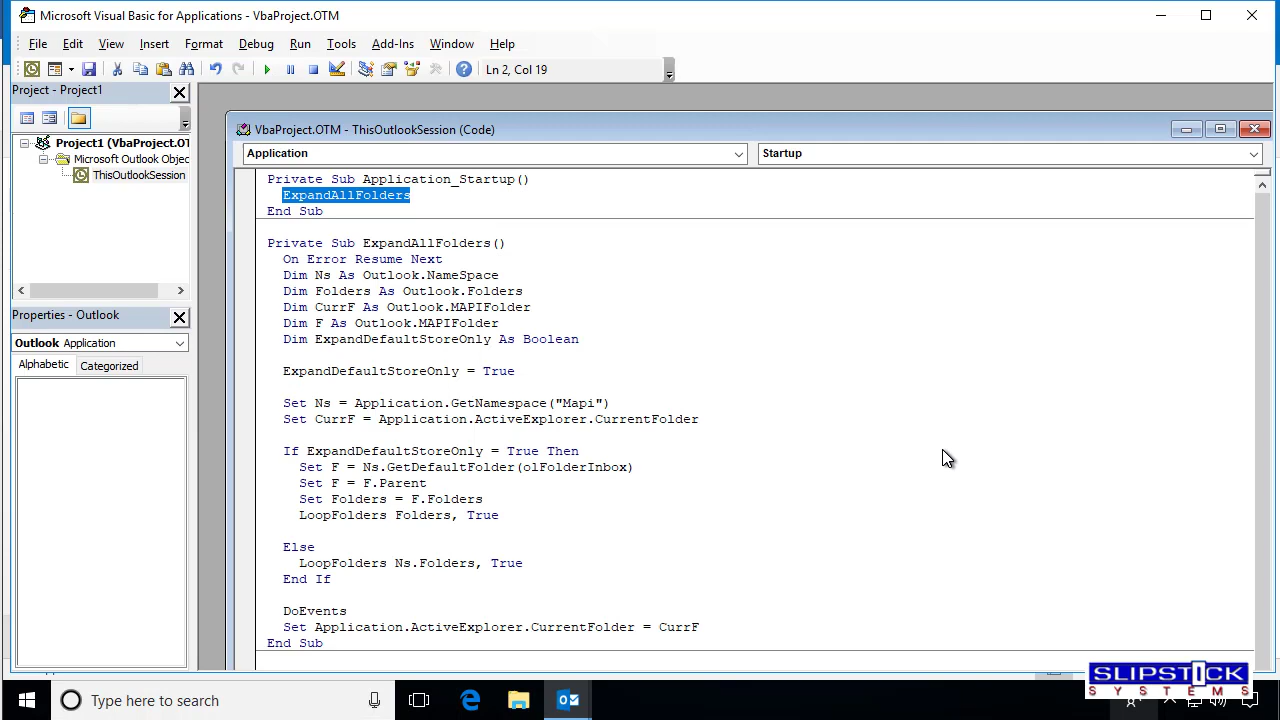 Microsoft Visual Basic for Applications - VbaProject.OTM
File Edit View Insert Format Debug Run Tools Add-Ins Window Help
Ln 2, Col 19
Project - Project1
Project1 (VbaProject.OT
Microsoft Outlook Objec
ThisOutlookSession
Properties - Outlook
Outlook Application
Alphabetic Categorized
VbaProject.OTM - ThisOutlookSession (Code)
Application Startup
Private Sub Application_Startup()
ExpandAllFolders
End Sub
Private Sub ExpandAllFolders()
On Error Resume Next
Dim Ns As Outlook.NameSpace
Dim Folders As Outlook.Folders
Dim CurrF As Outlook.MAPIFolder
Dim F As Outlook.MAPIFolder
Dim ExpandDefaultStoreOnly As Boolean
ExpandDefaultStoreOnly = True
Set Ns = Application.GetNamespace("Mapi")
Set CurrF = Application.ActiveExplorer.CurrentFolder
If ExpandDefaultStoreOnly = True Then
Set F = Ns.GetDefaultFolder(olFolderInbox)
Set F = F.Parent
Set Folders = F.Folders
LoopFolders Folders, True
Else
LoopFolders Ns.Folders, True
End If
DoEvents
Set Application.ActiveExplorer.CurrentFolder = CurrF
End Sub
SLIPSTICK
SYSTEMS
Type here to search